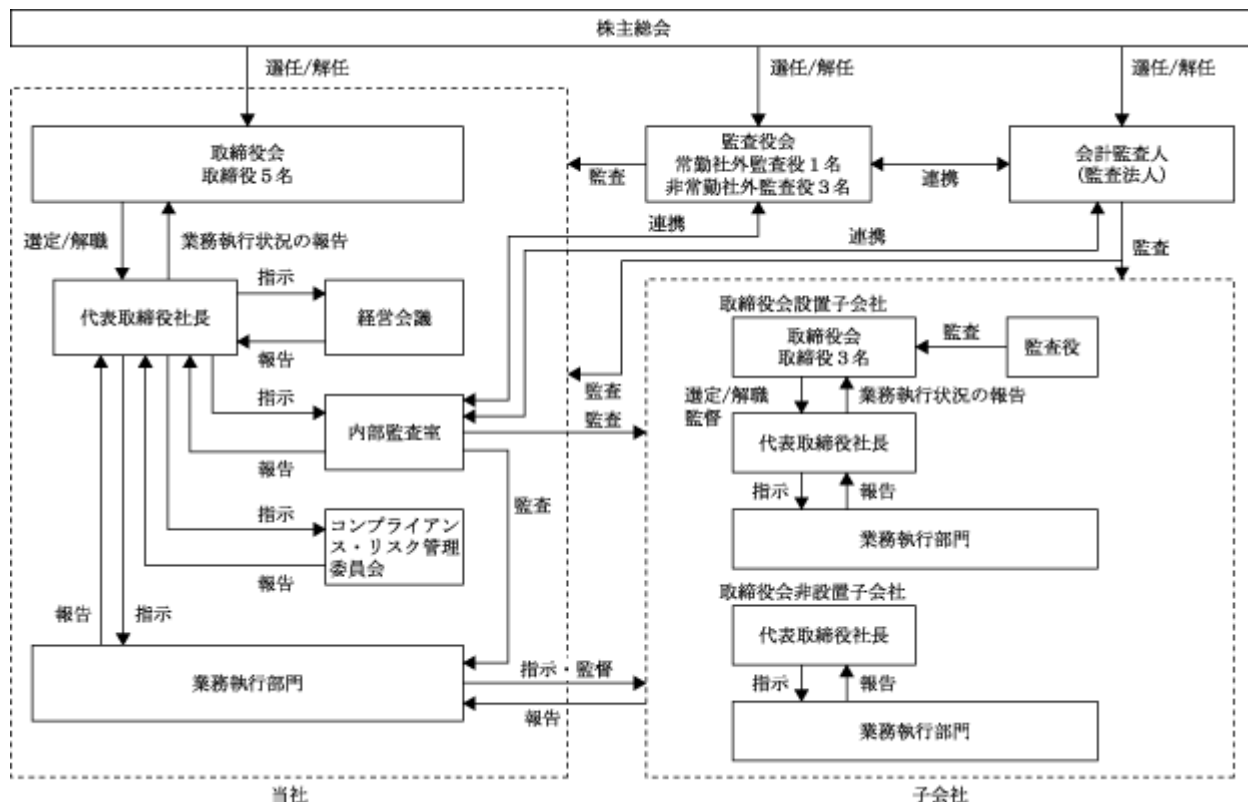 株主総会
選任/解任
選任/解任
選任/解任
取締役会
取締役5名
監査役会
常勤社外監査役1名
非常勤社外監査役3名
会計監査人
(監査法人)
監査
連携
選定/解職
業務執行状況の報告
連携
連携
監査
代表取締役社長
指示
報告
経営会議
取締役会設置子会社
取締役会
取締役3名
監査
監査役
監査
指示
報告
内部監査室
監査
選定/解職
監督
業務執行状況の報告
代表取締役社長
指示
報告
業務執行部門
監査
指示
報告
コンプライアン
ス・リスク管理
委員会
取締役会非設置子会社
代表取締役社長
報告
指示
指示
報告
業務執行部門
指示・監督
報告
業務執行部門
当社
子会社